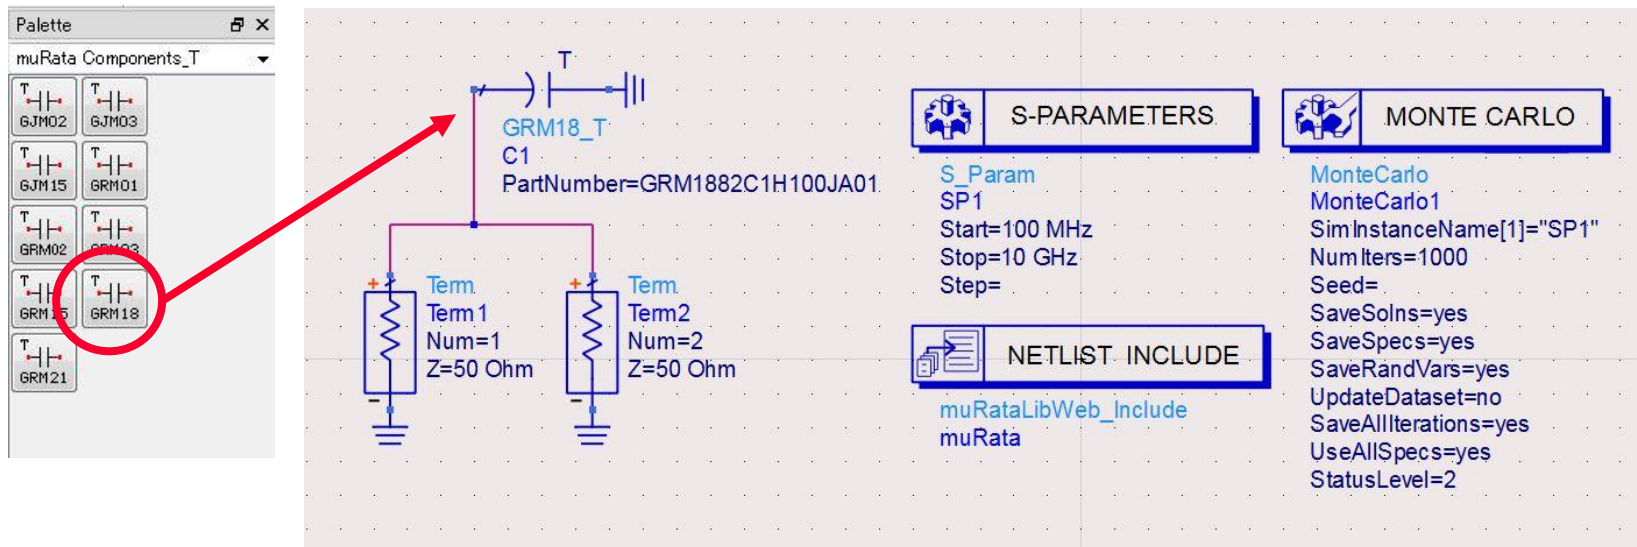 Palette
muRata Components_T
T T
GJM02 GJM03
T T
GJM15 GRM01
T T
GRM02 GRM03
T T
GRM15 GRM18
T
GRM21
T
GRM18_T
C1
PartNumber=GRM1882C1H100JA01
+
Term
Term1
Num=1
Z=50 Ohm
-
+
Term
Term2
Num=2
Z=50 Ohm
-
S-PARAMETERS
S_Param
SP1
Start=100 MHz
Stop=10 GHz
Step=
NETLIST INCLUDE
muRataLibWeb_Include
muRata
MONTE CARLO
MonteCarlo
MonteCarlo1
SimInstanceName[1]="SP1"
NumIters=1000
Seed=
SaveSolns=yes
SaveSpecs=yes
SaveRandVars=yes
UpdateDataset=no
SaveAllIterations=yes
UseAllSpecs=yes
StatusLevel=2